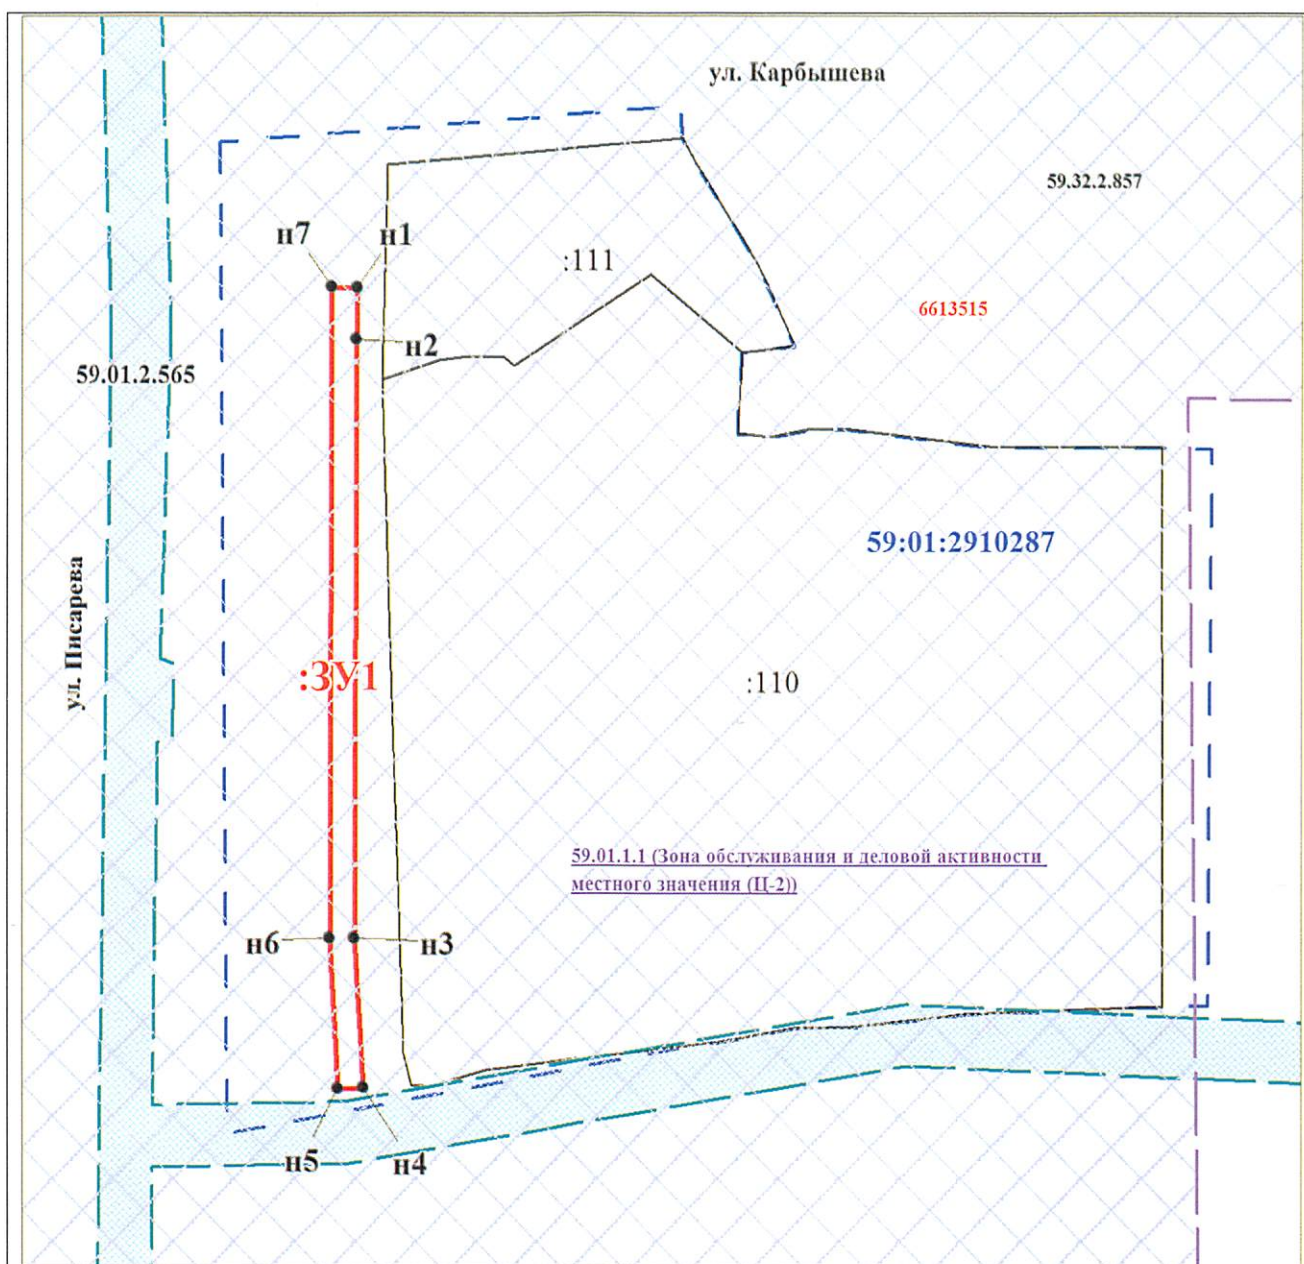 ул. Карбышева
59.32.2.857
н7
н1
:111
6613515
н2
59.01.2.565
59:01:2910287
ул. Писарева
:ЗУ1
:110
59.01.1.1 (Зона обслуживания и деловой активности
местного значения (Ц-2))
н6
н3
н5
н4